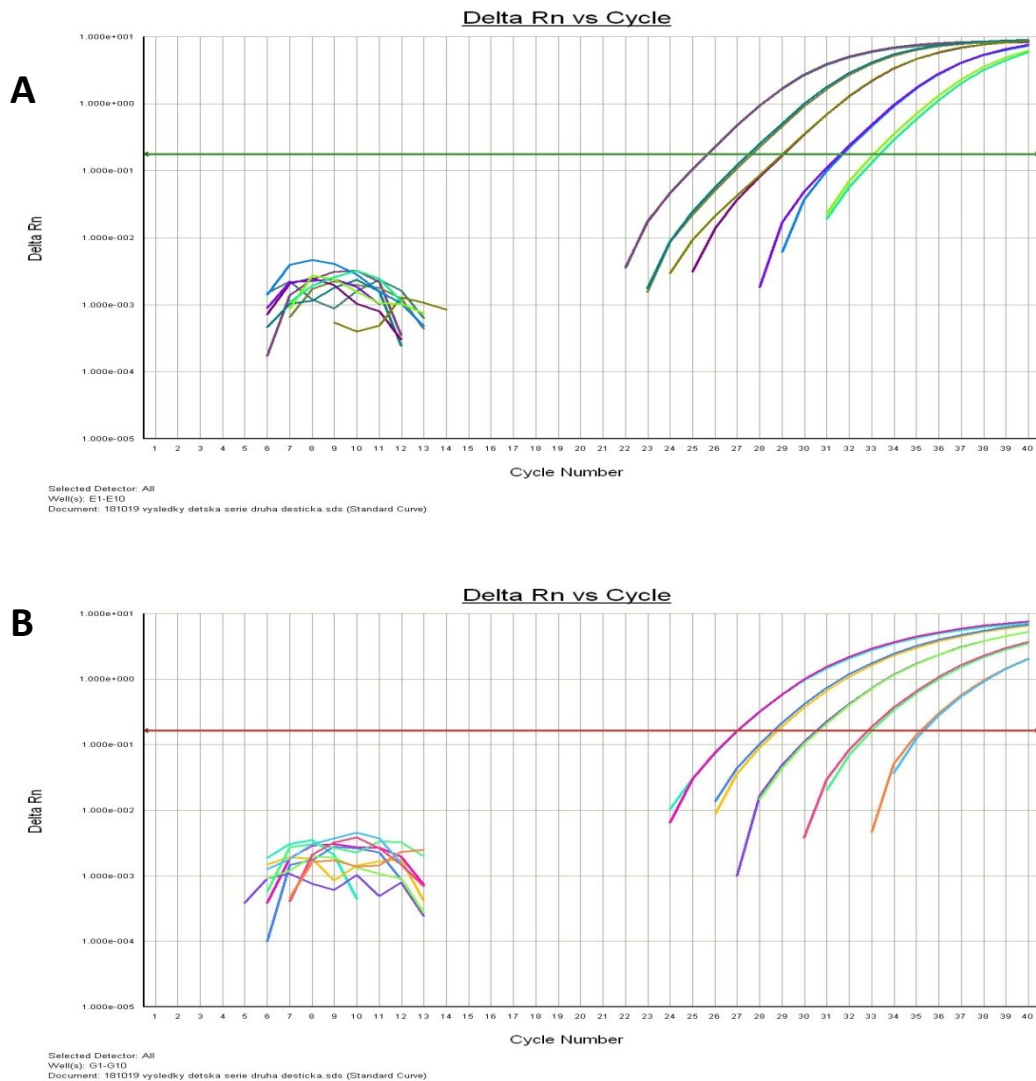 A
Delta Rn vs Cycle
1.000e+001
1.000e+000
1.000e-001
1.000e-002
1.000e-003
1.000e-004
1.000e-005
Delta Rn
1 2 3 4 5 6 7 8 9 10 11 12 13 14 15 16 17 18 19 20 21 22 23 24 25 26 27 28 29 30 31 32 33 34 35 36 37 38 39 40
Cycle Number
Selected Detector: All
Well(s): E1-E10
Document: 181019 vysledky detska serie druha desticka.sds (Standard Curve)
B
Delta Rn vs Cycle
1.000e+001
1.000e+000
1.000e-001
1.000e-002
1.000e-003
1.000e-004
1.000e-005
Delta Rn
1 2 3 4 5 6 7 8 9 10 11 12 13 14 15 16 17 18 19 20 21 22 23 24 25 26 27 28 29 30 31 32 33 34 35 36 37 38 39 40
Cycle Number
Selected Detector: All
Well(s): G1-G10
Document: 181019 vysledky detska serie druha desticka.sds (Standard Curve)